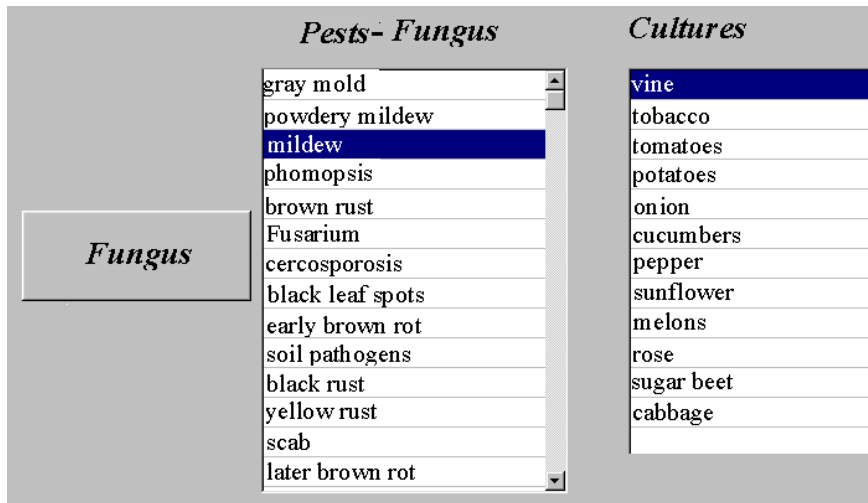 Pests- Fungus
Cultures
Fungus
gray mold
powdery mildew
mildew
phomopsis
brown rust
Fusarium
cercosporosis
black leaf spots
early brown rot
soil pathogens
black rust
yellow rust
scab
later brown rot
vine
tobacco
tomatoes
potatoes
onion
cucumbers
pepper
sunflower
melons
rose
sugar beet
cabbage